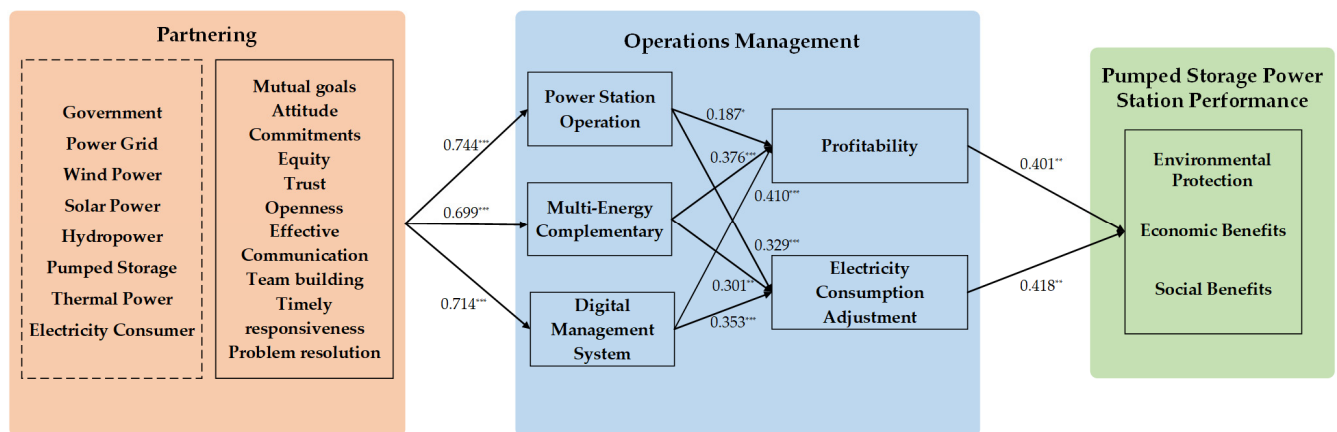 Partnering
Government
Power Grid
Wind Power
Solar Power
Hydropower
Pumped Storage
Thermal Power
Electricity Consumer
Mutual goals
Attitude
Commitments
Equity
Trust
Openness
Effective
Communication
Team building
Timely
responsiveness
Problem resolution
0.744***
0.699***
0.714***
Operations Management
Power Station
Operation
Multi-Energy
Complementary
Digital
Management
System
0.187*
0.376***
0.410***
0.329***
0.301**
0.353***
Profitability
Electricity
Consumption
Adjustment
0.401**
0.418**
Pumped Storage Power
Station Performance
Environmental
Protection
Economic Benefits
Social Benefits